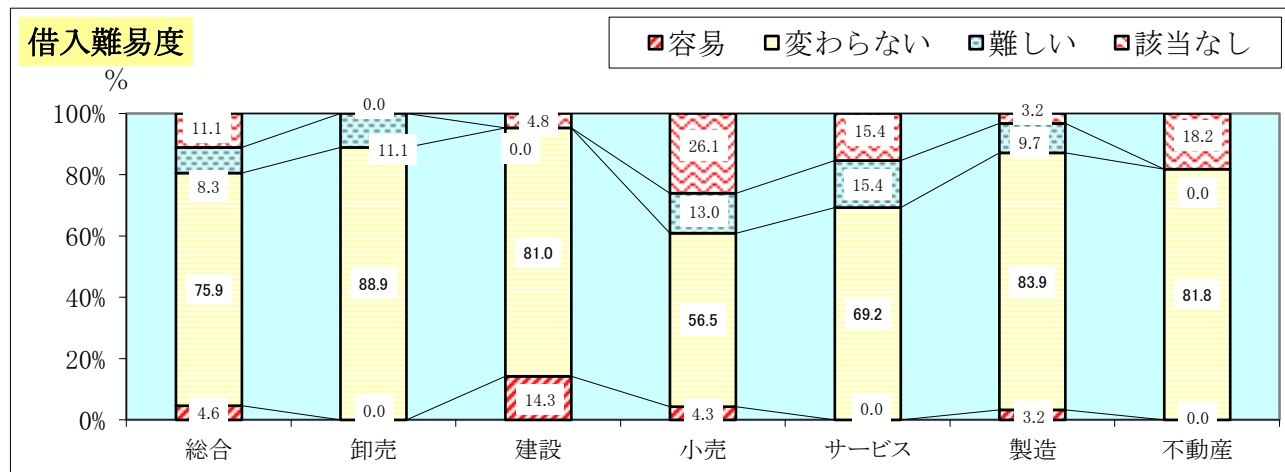 借入難易度
容易 変わらない 難しい 該当なし
%
100%
80%
60%
40%
20%
0%
11.1 0.0 4.8 26.1 15.4 3.2 18.2
8.3 11.1 0.0 13.0 15.4 9.7 0.0
75.9 88.9 81.0 56.5 69.2 83.9 81.8
4.6 0.0 14.3 4.3 0.0 3.2 0.0
総合 卸売 建設 小売 サービス 製造 不動産